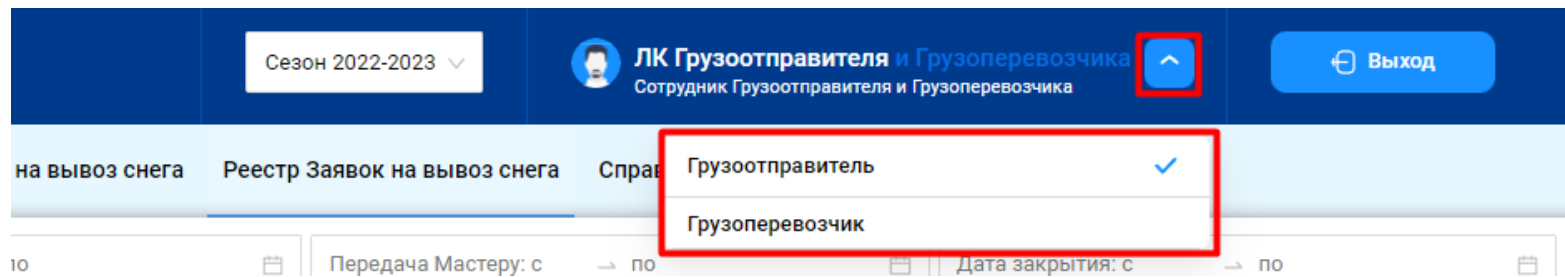 Сезон 2022-2023
ЛК Грузоотправителя и Грузоперевозчика
Сотрудник Грузоотправителя и Грузоперевозчика
Выход
на вывоз снега
Реестр Заявок на вывоз снега
Грузоотправитель
Грузоперевозчик
по
Передача Мастеру: с
по
Дата закрытия: с
по